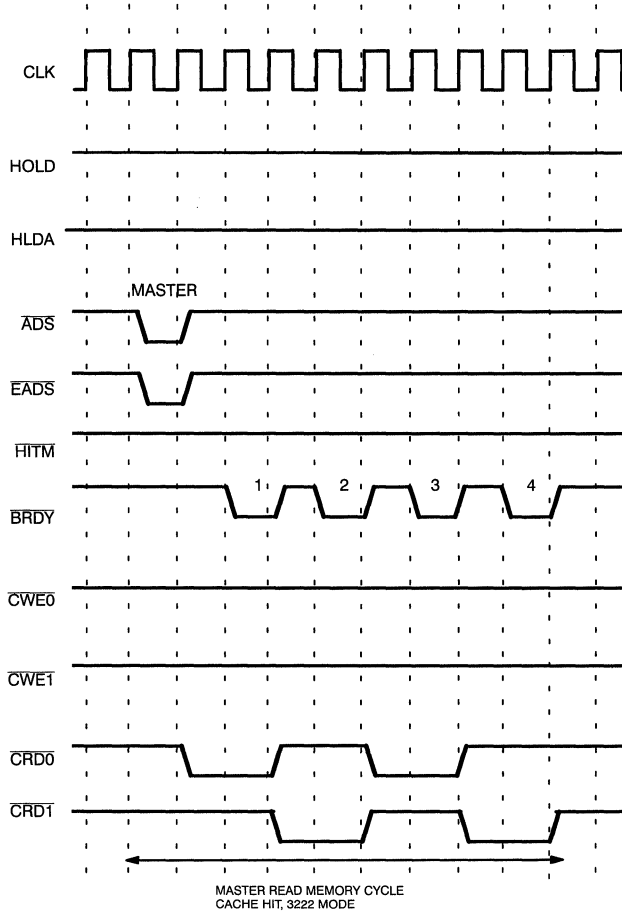 CLK
HOLD
HLDA
MASTER
ADS
EADS
HITM
1 2 3 4
BRDY
CWE0
CWE1
CRD0
CRD1
MASTER READ MEMORY CYCLE
CACHE HIT, 3222 MODE